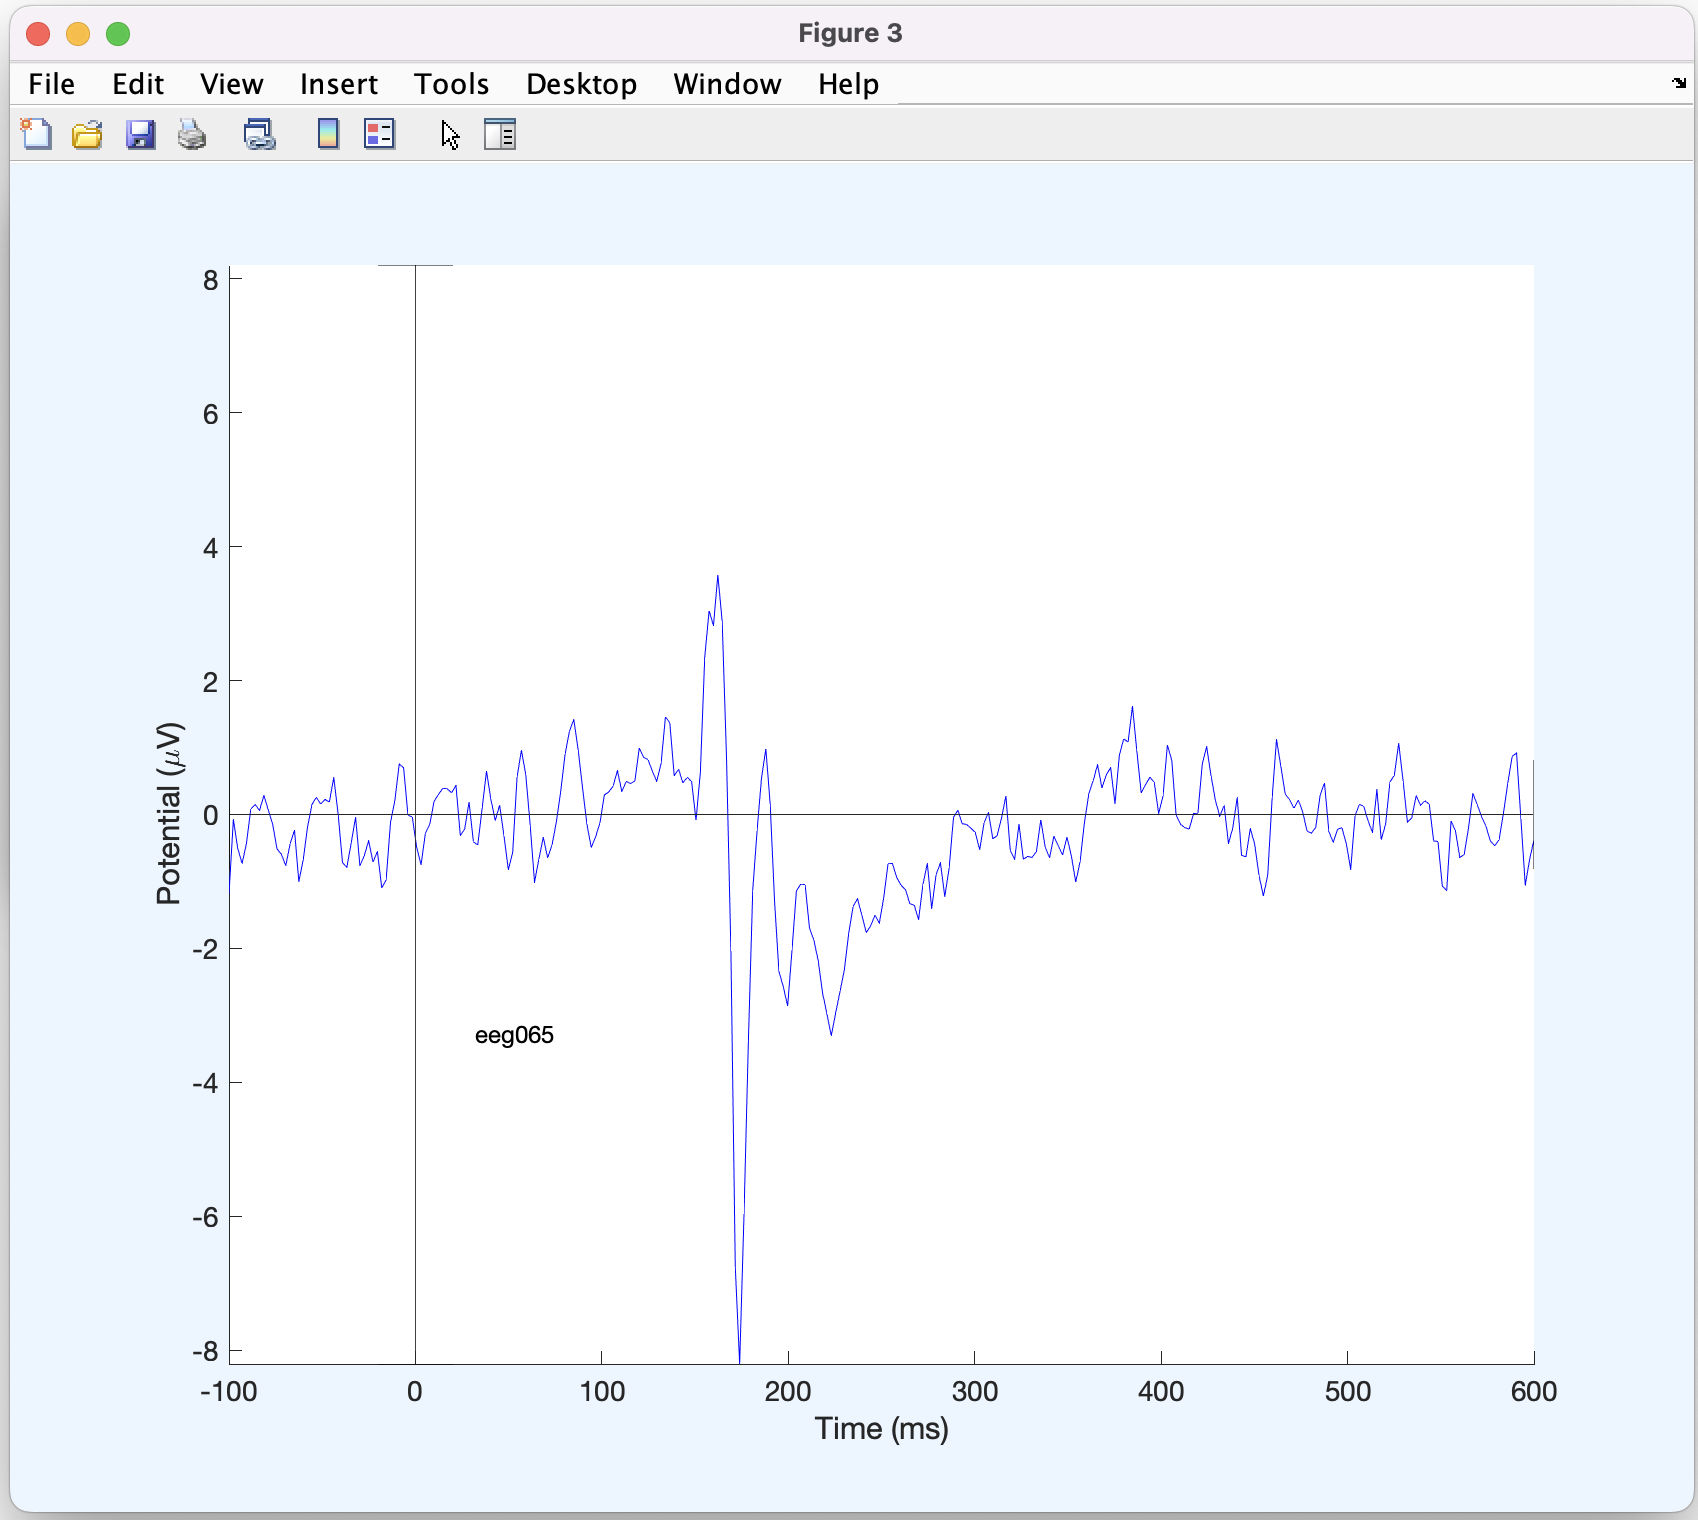 Figure 3
File Edit View Insert Tools Desktop Window Help
8
6
4
2
0
-2
-4
-6
-8
Potential (μV)
eeg065
-100 0 100 200 300 400 500 600
Time (ms)